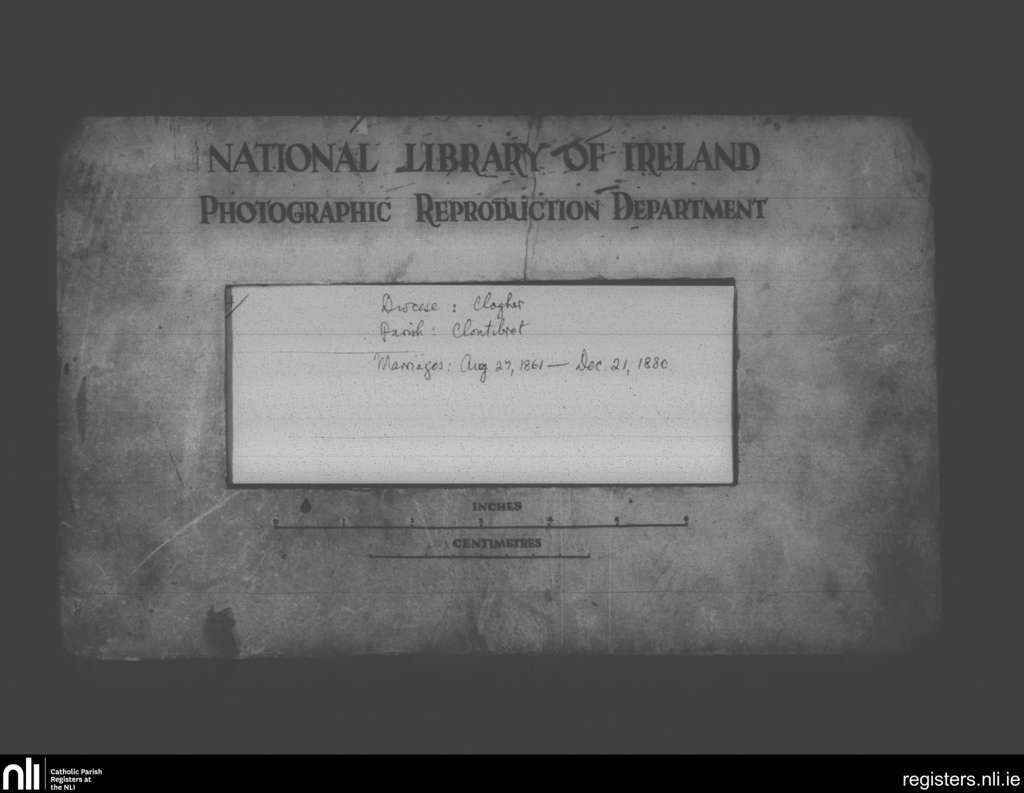 NATIONAL LIBRARY OF IRELAND
PHOTOGRAPHIC REPRODUCTION DEPARTMENT
Diocese : Clogher
Parish : Clontibret
Marriages : Aug 27, 1861 — Dec. 21, 1880
INCHES
CENTIMETRES
nli
Catholic Parish
Registers at
the NLI
registers.nli.ie